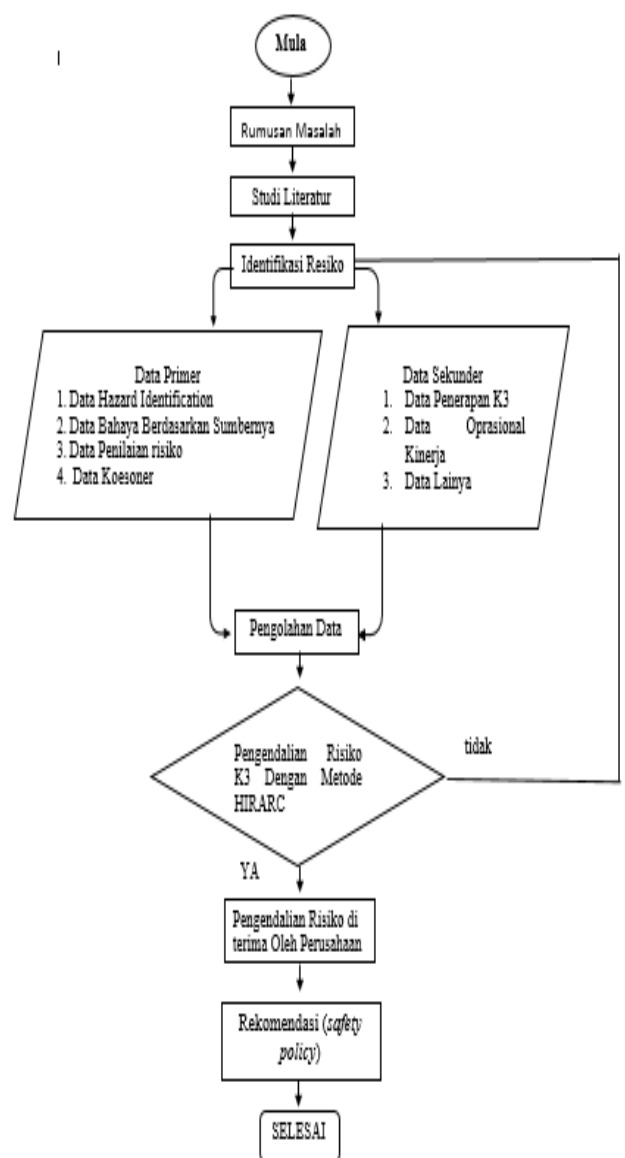 Mula
I
Rumusan Masalah
Studi Literatur
Identifikasi Resiko
Data Primer
1. Data Hazard Identification
2. Data Bahaya Berdasarkan Sumbernya
3. Data Penilaian risiko
4. Data Koesoner
Data Sekunder
1. Data Penerapan K3
2. Data Oprasional
Kinerja
3. Data Lainya
Pengolahan Data
Pengendalian Risiko
K3 Dengan Metode
HIRARC
tidak
YA
Pengendalian Risiko di
terima Oleh Perusahaan
Rekomendasi (safety
policy)
SELESAI